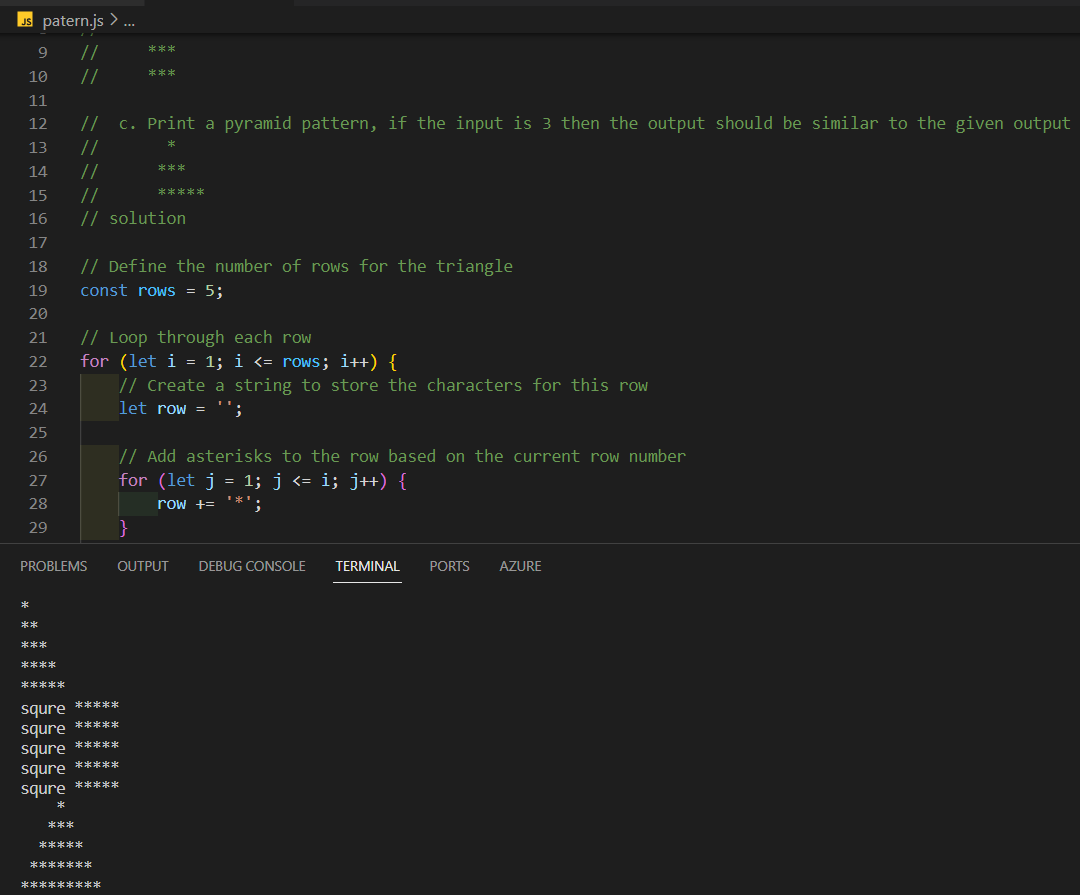 JS patern.js > ...
9 // ***
10 // ***
11
12 // c. Print a pyramid pattern, if the input is 3 then the output should be similar to the given output
13 // *
14 // ***
15 // *****
16 // solution
17
18 // Define the number of rows for the triangle
19 const rows = 5;
20
21 // Loop through each row
22 for (let i = 1; i <= rows; i++) {
23 // Create a string to store the characters for this row
24 let row = '';
25
26 // Add asterisks to the row based on the current row number
27 for (let j = 1; j <= i; j++) {
28 row += '*';
29 }
PROBLEMS OUTPUT DEBUG CONSOLE TERMINAL PORTS AZURE
*
**
***
****
*****
squre *****
squre *****
squre *****
squre *****
squre *****
*
***
*****
*******
*********